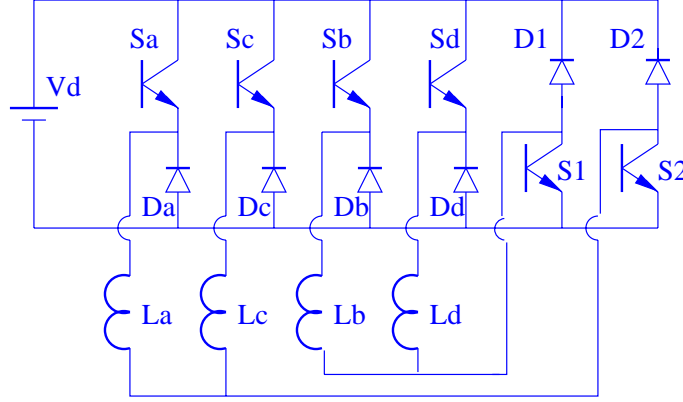 Sa Sc Sb Sd D1 D2
Vd
S1 S2
Da Dc Db Dd
La Lc Lb Ld